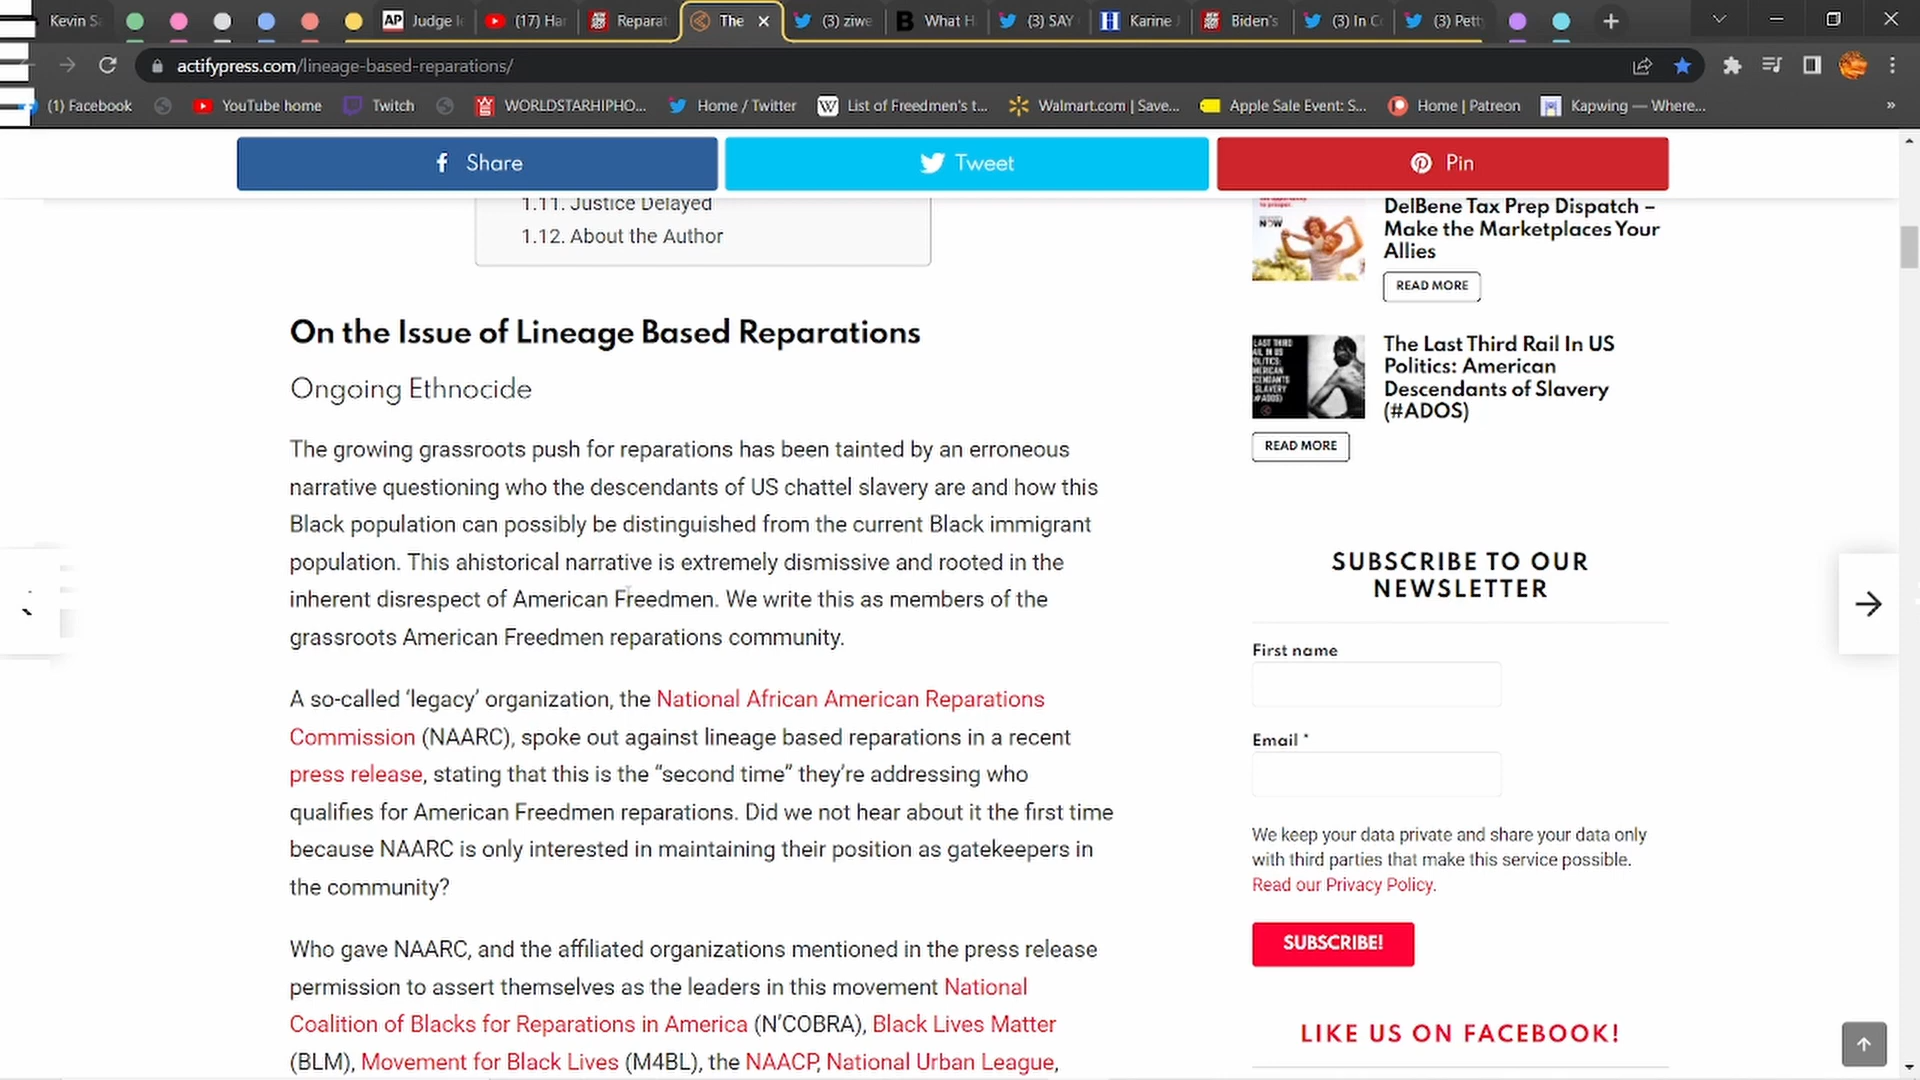 Kevin S
Judge l
(17) Ha
Reparat
The
(3) ziwe
What H
(3) SAY
Karine J
Biden's
(3) In C
(3) Pett
actifypress.com/lineage-based-reparations/
(1) Facebook
YouTube home
Twitch
WORLDSTARHIPHO...
Home / Twitter
List of Freedmen's t...
Walmart.com | Save...
Apple Sale Event: S...
Home | Patreon
Kapwing — Where...
Share
Tweet
Pin
1.11. Justice Delayed
1.12. About the Author
On the Issue of Lineage Based Reparations
Ongoing Ethnocide
The growing grassroots push for reparations has been tainted by an erroneous
narrative questioning who the descendants of US chattel slavery are and how this
Black population can possibly be distinguished from the current Black immigrant
population. This ahistorical narrative is extremely dismissive and rooted in the
inherent disrespect of American Freedmen. We write this as members of the
grassroots American Freedmen reparations community.
A so-called ‘legacy’ organization, the National African American Reparations
Commission (NAARC), spoke out against lineage based reparations in a recent
press release, stating that this is the “second time” they’re addressing who
qualifies for American Freedmen reparations. Did we not hear about it the first time
because NAARC is only interested in maintaining their position as gatekeepers in
the community?
Who gave NAARC, and the affiliated organizations mentioned in the press release
permission to assert themselves as the leaders in this movement National
Coalition of Blacks for Reparations in America (N’COBRA), Black Lives Matter
(BLM), Movement for Black Lives (M4BL), the NAACP, National Urban League,
DelBene Tax Prep Dispatch –
Make the Marketplaces Your
Allies
READ MORE
The Last Third Rail In US
Politics: American
Descendants of Slavery
(#ADOS)
READ MORE
SUBSCRIBE TO OUR
NEWSLETTER
First name
Email *
We keep your data private and share your data only
with third parties that make this service possible.
Read our Privacy Policy.
SUBSCRIBE!
LIKE US ON FACEBOOK!